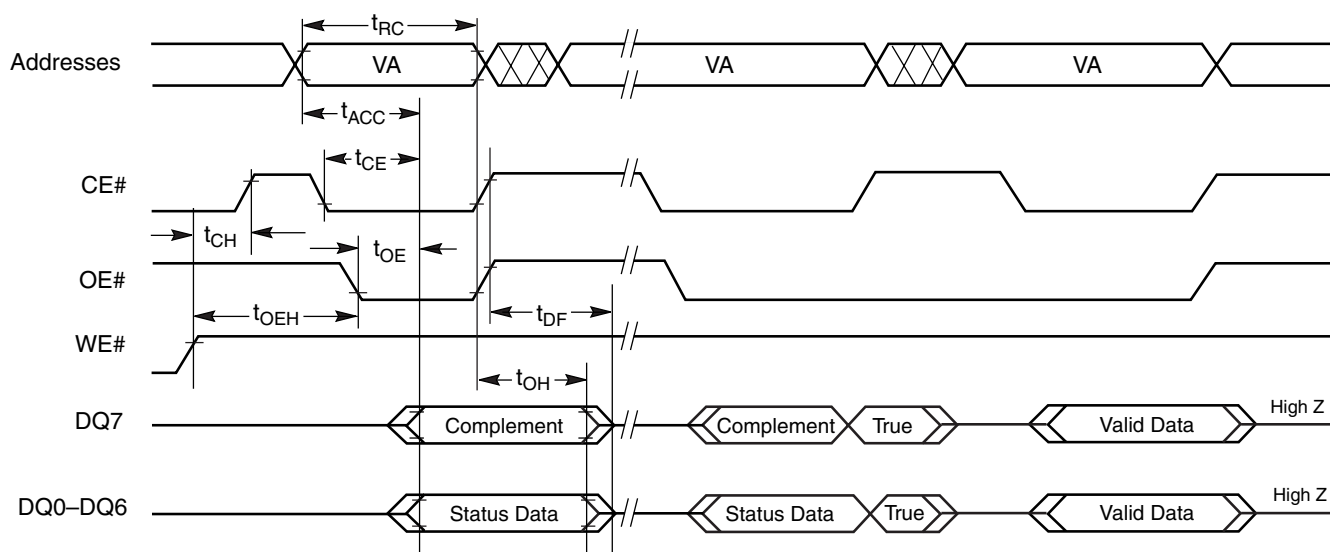 tRC
Addresses VA VA VA
tACC
tCE
CE#
tCH tOE
OE#
tOEH tDF
WE#
tOH
DQ7 Complement Complement True Valid Data High Z
DQ0–DQ6 Status Data Status Data True Valid Data High Z